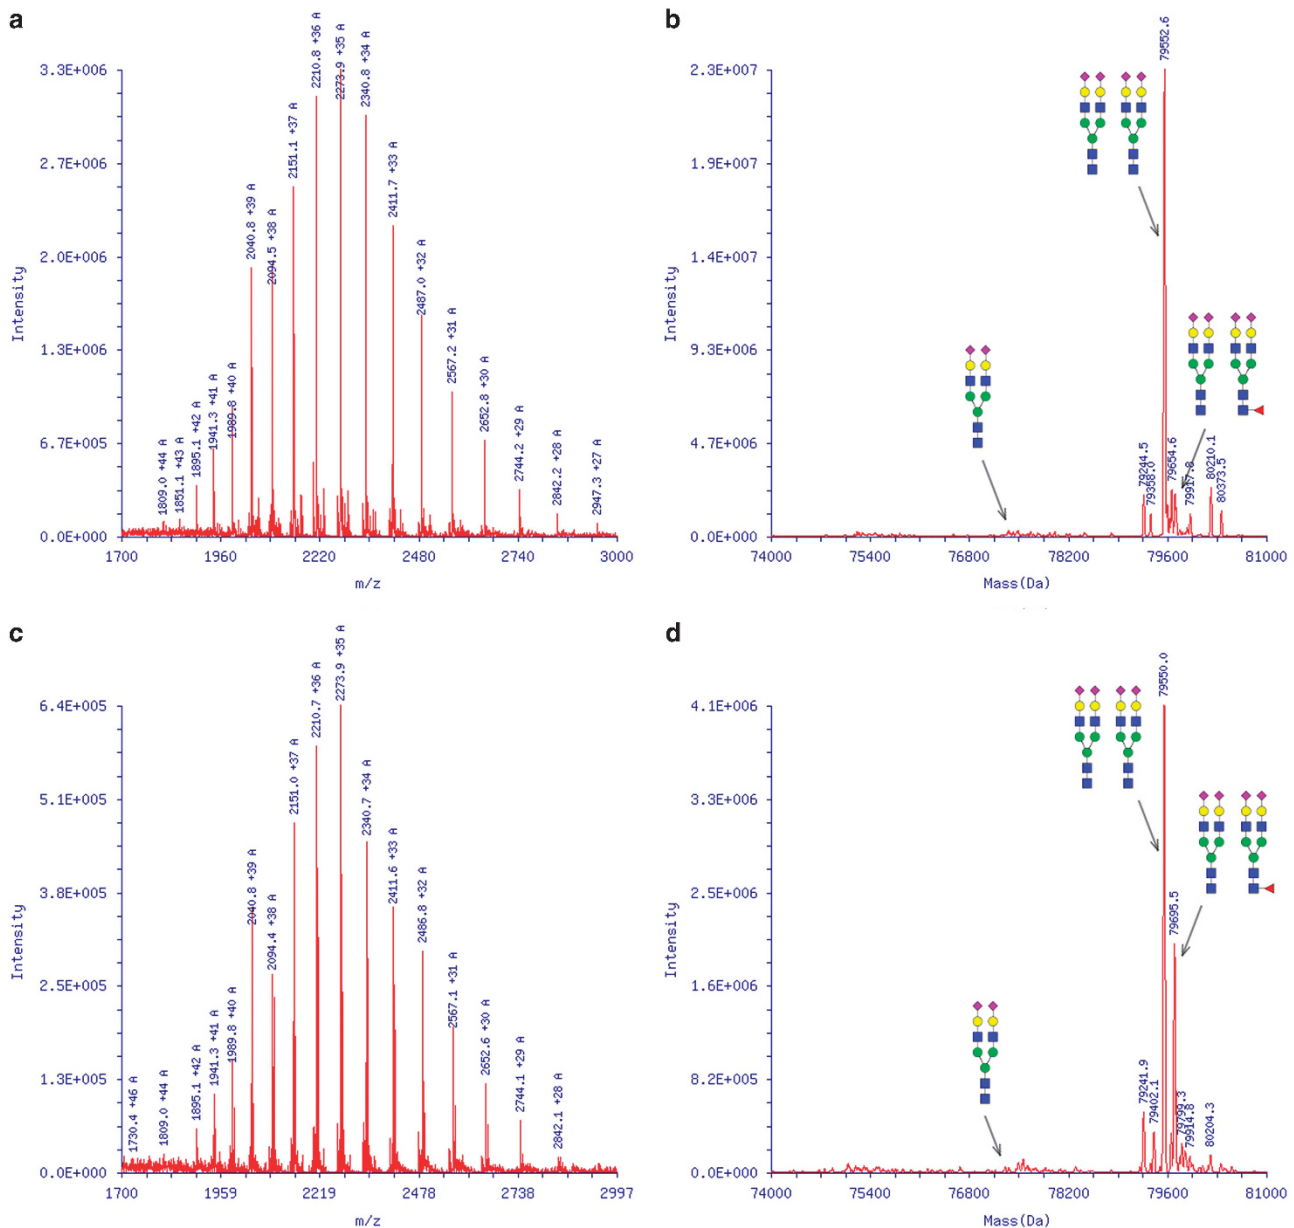 a
3.3E+006
2.7E+006
2.0E+006
1.3E+006
6.7E+005
0.0E+000
Intensity
1809.0 +44 A
1851.1 +43 A
1895.1 +42 A
1941.3 +41 A
1989.8 +40 A
2040.8 +39 A
2094.5 +38 A
2151.1 +37 A
2210.8 +36 A
2273.9 +35 A
2340.8 +34 A
2411.7 +33 A
2487.0 +32 A
2567.2 +31 A
2652.8 +30 A
2744.2 +29 A
2842.2 +28 A
2947.3 +27 A
1700 1960 2220 2480 2740 3000
m/z
b
2.3E+007
1.9E+007
1.4E+007
9.3E+006
4.7E+006
0.0E+000
Intensity
79244.5
79358.0
79552.6
79654.6
79917.8
80210.1
80373.5
74000 75400 76800 78200 79600 81000
Mass(Da)
c
6.4E+005
5.1E+005
3.8E+005
2.5E+005
1.3E+005
0.0E+000
Intensity
1730.4 +46 A
1809.0 +44 A
1895.1 +42 A
1941.3 +41 A
1989.8 +40 A
2040.8 +39 A
2094.4 +38 A
2151.0 +37 A
2210.7 +36 A
2273.9 +35 A
2340.7 +34 A
2411.6 +33 A
2486.8 +32 A
2567.1 +31 A
2652.6 +30 A
2744.1 +29 A
2842.1 +28 A
1700 1959 2219 2478 2738 2997
m/z
d
4.1E+006
3.3E+006
2.5E+006
1.6E+006
8.2E+005
0.0E+000
Intensity
79241.9
79402.1
79550.0
79695.5
79799.3
79914.8
80204.3
74000 75400 76800 78200 79600 81000
Mass(Da)